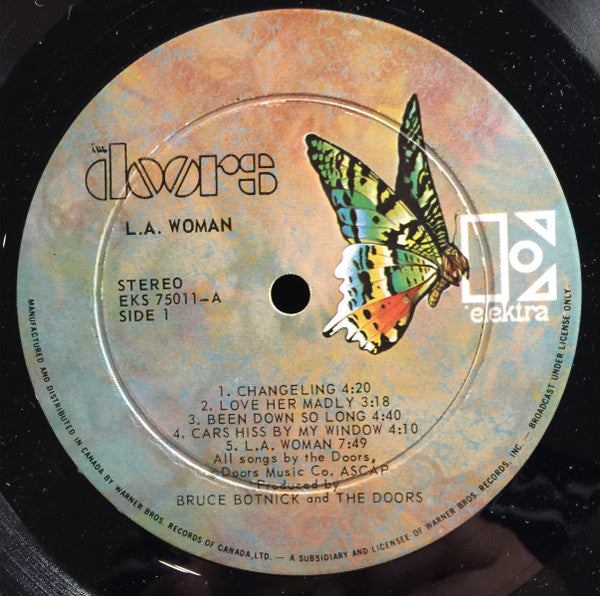 the
doors
L.A. WOMAN
STEREO
EKS 75011-A
SIDE 1
elektra
1. CHANGELING 4:20
2. LOVE HER MADLY 3:18
3. BEEN DOWN SO LONG 4:40
4. CARS HISS BY MY WINDOW 4:10
5. L.A. WOMAN 7:49
All songs by the Doors,
Doors Music Co. ASCAP
Produced by
BRUCE BOTNICK and THE DOORS
MANUFACTURED AND DISTRIBUTED IN CANADA BY WARNER BROS. RECORDS OF CANADA, LTD. — A SUBSIDIARY AND LICENSEE OF WARNER BROS. RECORDS, INC. — BROADCAST UNDER LICENSE ONLY.